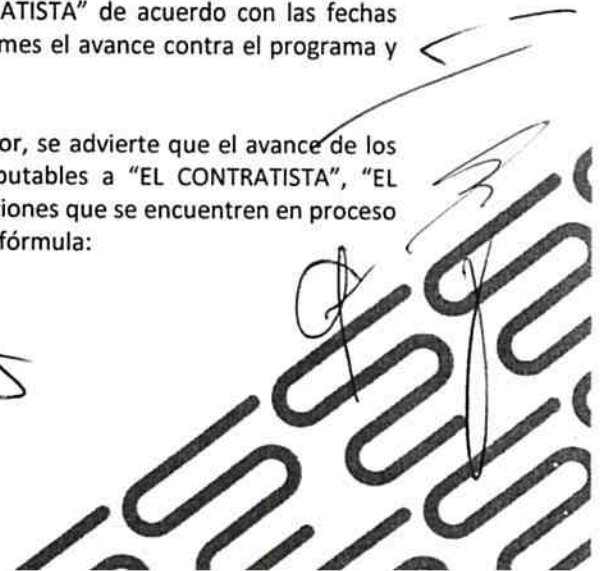 ATISTA" de acuerdo con las fechas
mes el avance contra el programa y
or, se advierte que el avance de los
putables a "EL CONTRATISTA", "EL
iones que se encuentren en proceso
fórmula: